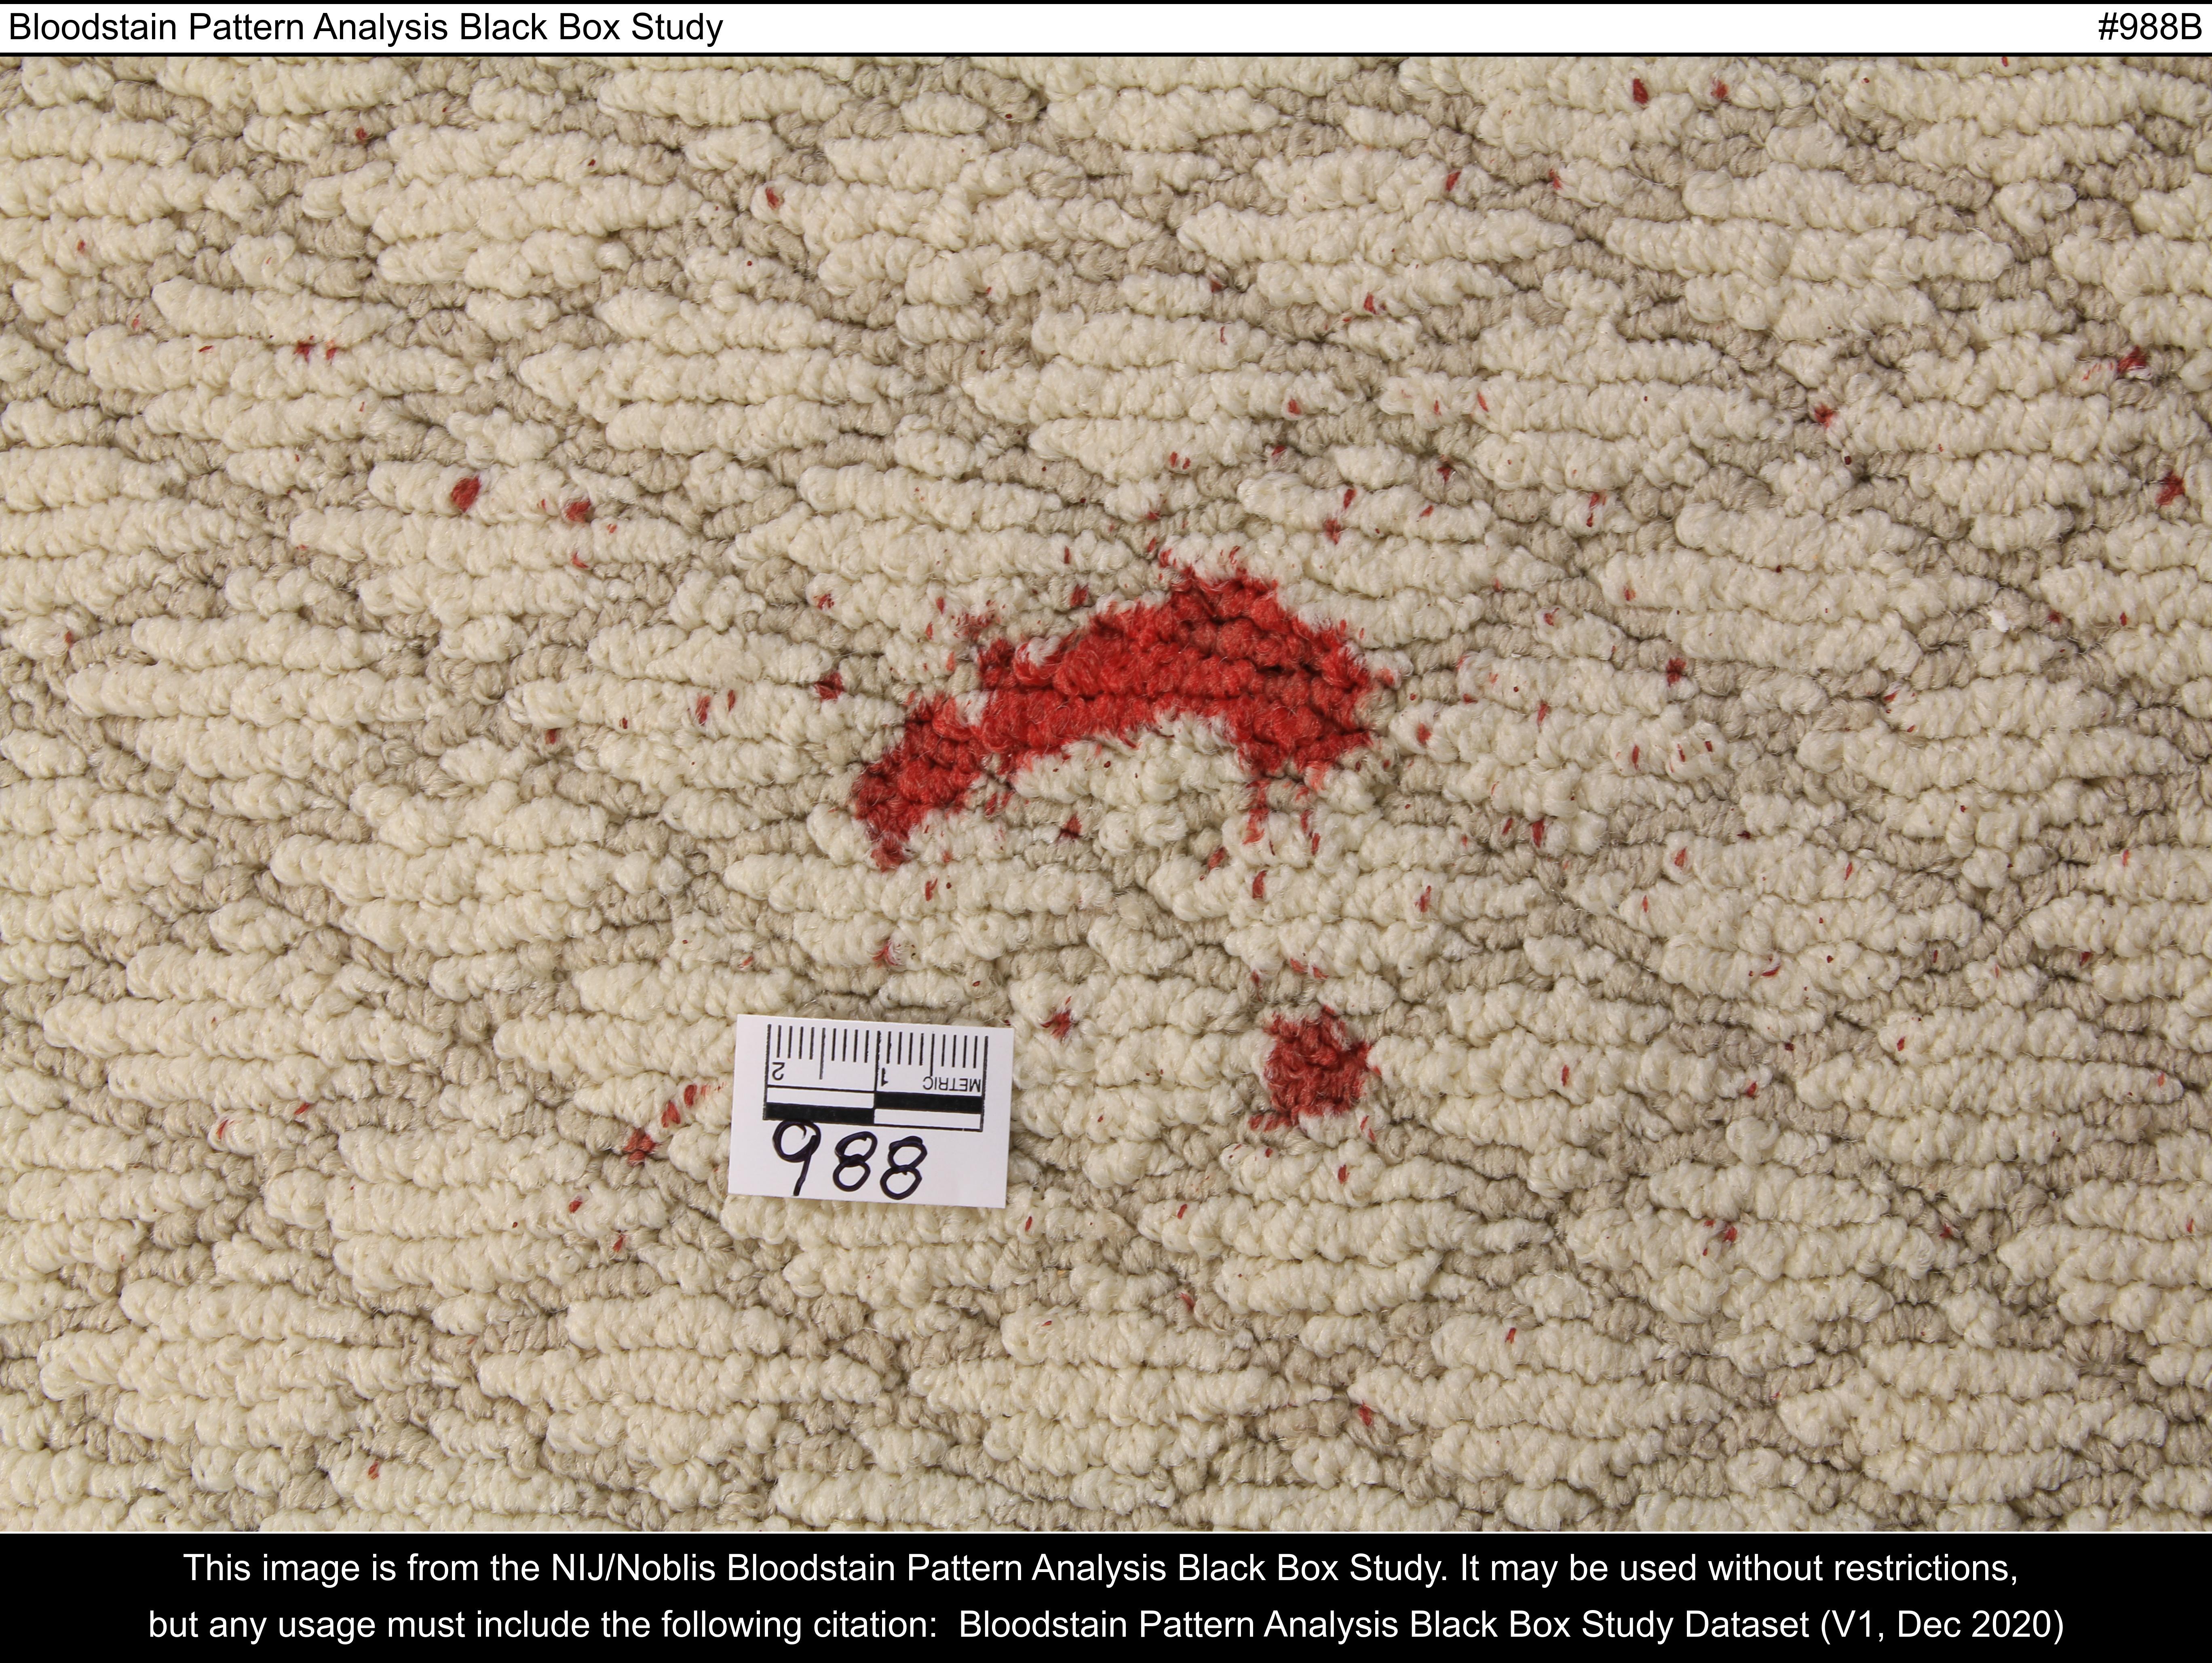 Bloodstain Pattern Analysis Black Box Study #988B
2 1 METRIC
988
This image is from the NIJ/Noblis Bloodstain Pattern Analysis Black Box Study. It may be used without restrictions,
but any usage must include the following citation: Bloodstain Pattern Analysis Black Box Study Dataset (V1, Dec 2020)